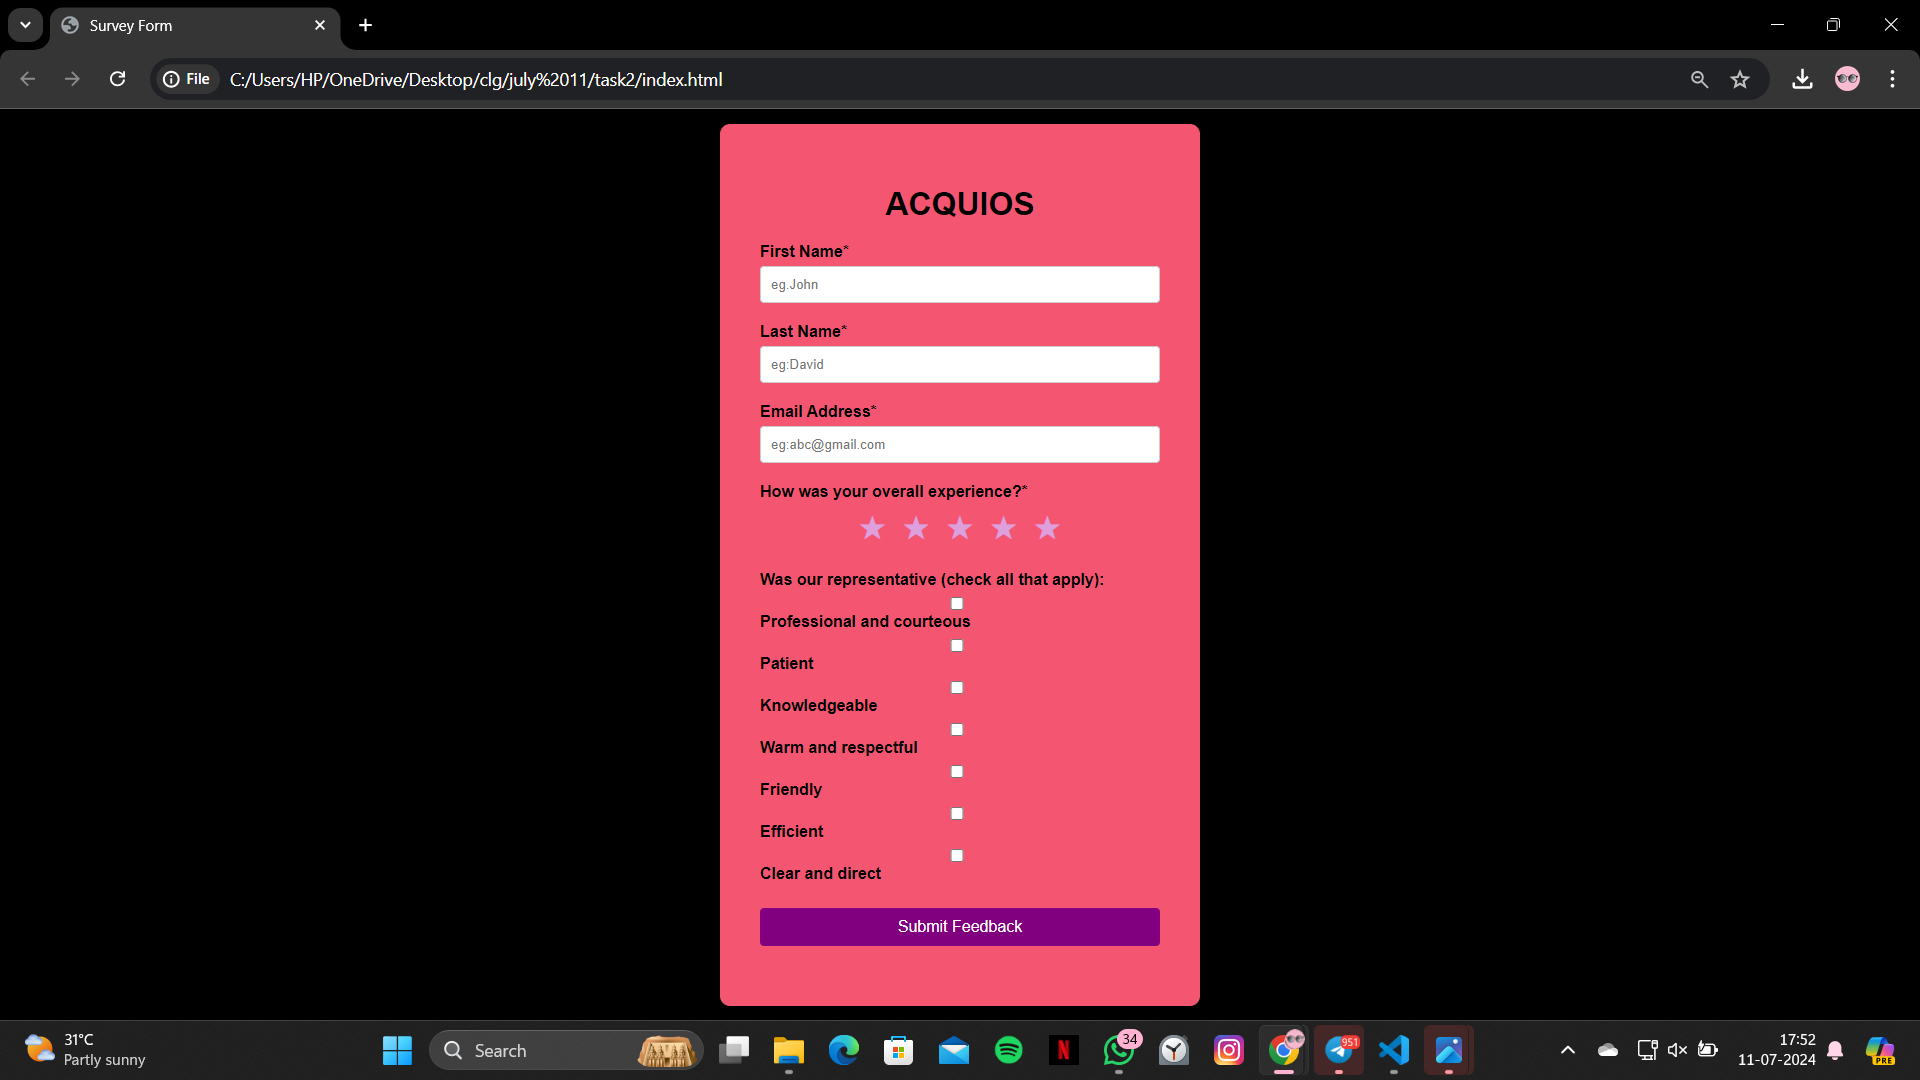 Survey Form
File
C:/Users/HP/OneDrive/Desktop/clg/july%2011/task2/index.html
ACQUIOS
First Name*
eg.John
Last Name*
eg:David
Email Address*
eg:abc@gmail.com
How was your overall experience?*
Was our representative (check all that apply):
Professional and courteous
Patient
Knowledgeable
Warm and respectful
Friendly
Efficient
Clear and direct
Submit Feedback
31°C
Partly sunny
Search
N
34
951
17:52
11-07-2024
PRE